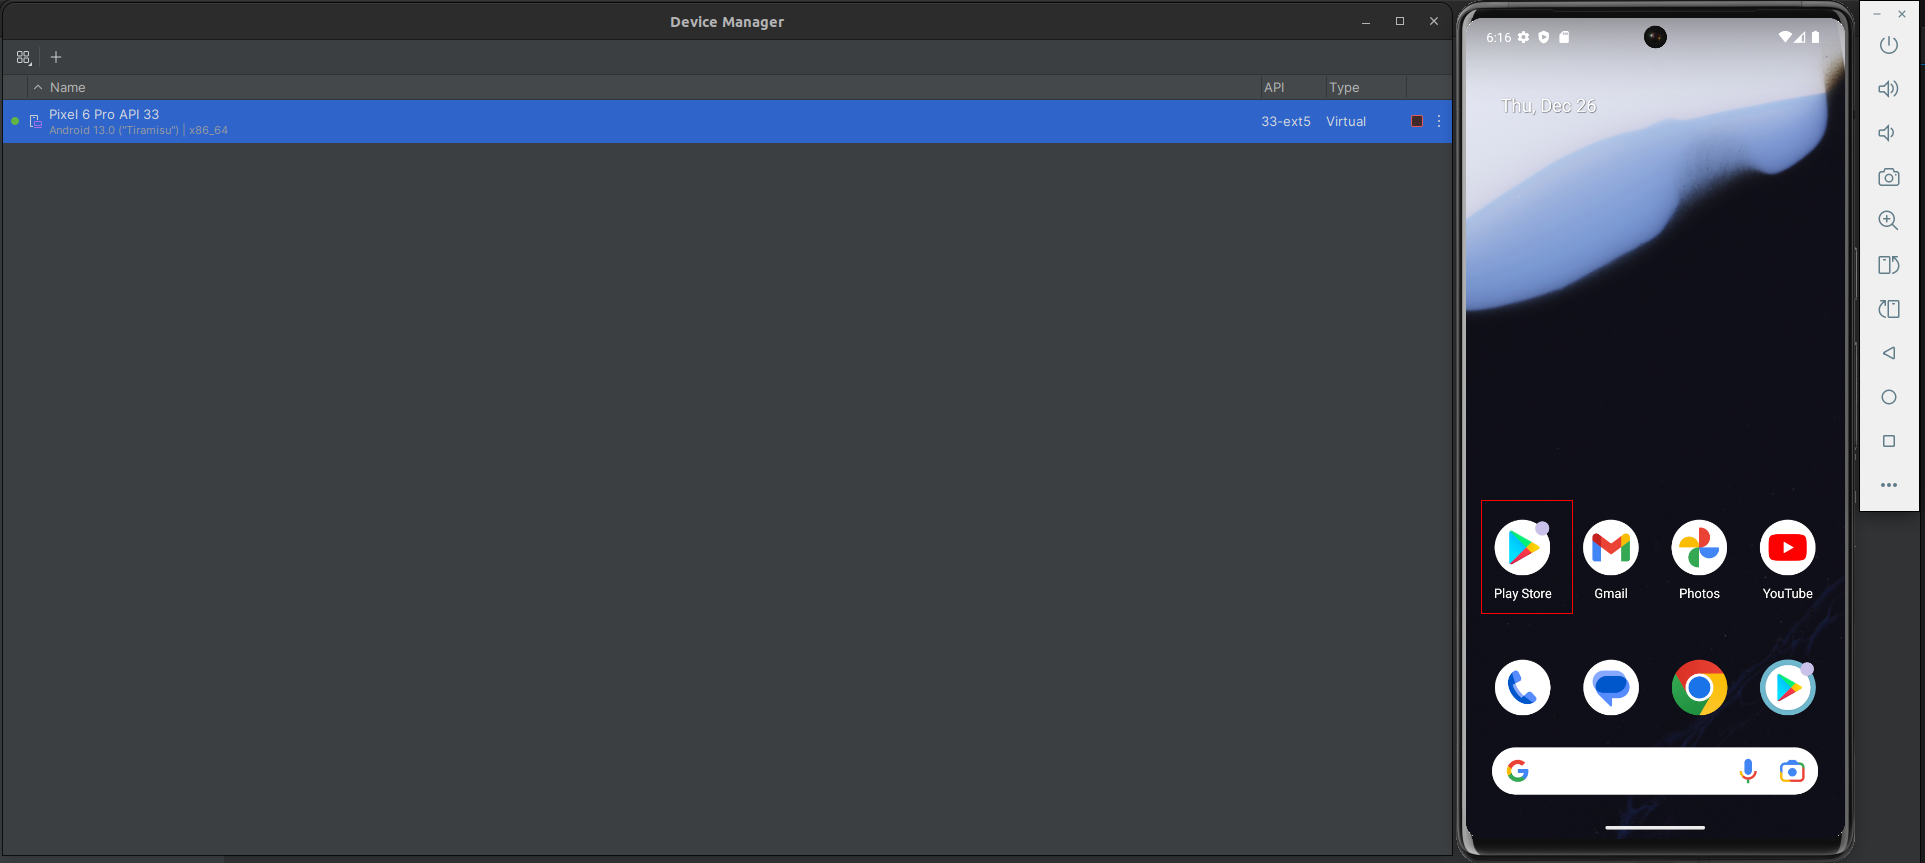 Device Manager
Name API Type
Pixel 6 Pro API 33
Android 13.0 ("Tiramisu") | x86_64
33-ext5 Virtual
6:16
Thu, Dec 26
Play Store Gmail Photos YouTube